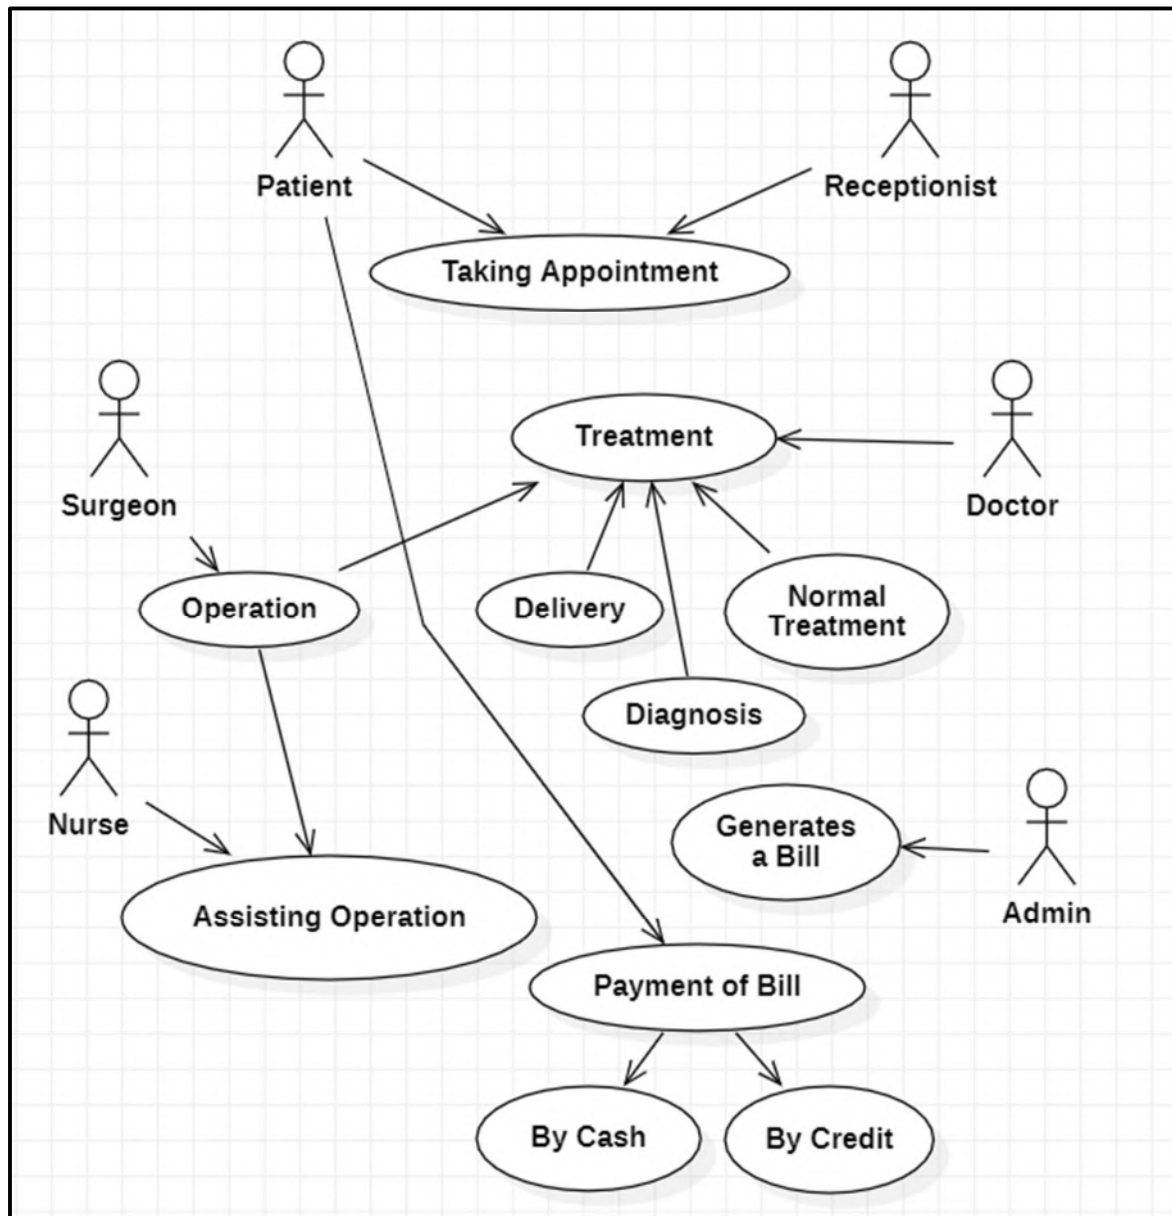 Patient
Receptionist
Taking Appointment
Treatment
Surgeon
Doctor
Operation
Delivery
Normal
Treatment
Diagnosis
Nurse
Generates
a Bill
Admin
Assisting Operation
Payment of Bill
By Cash
By Credit